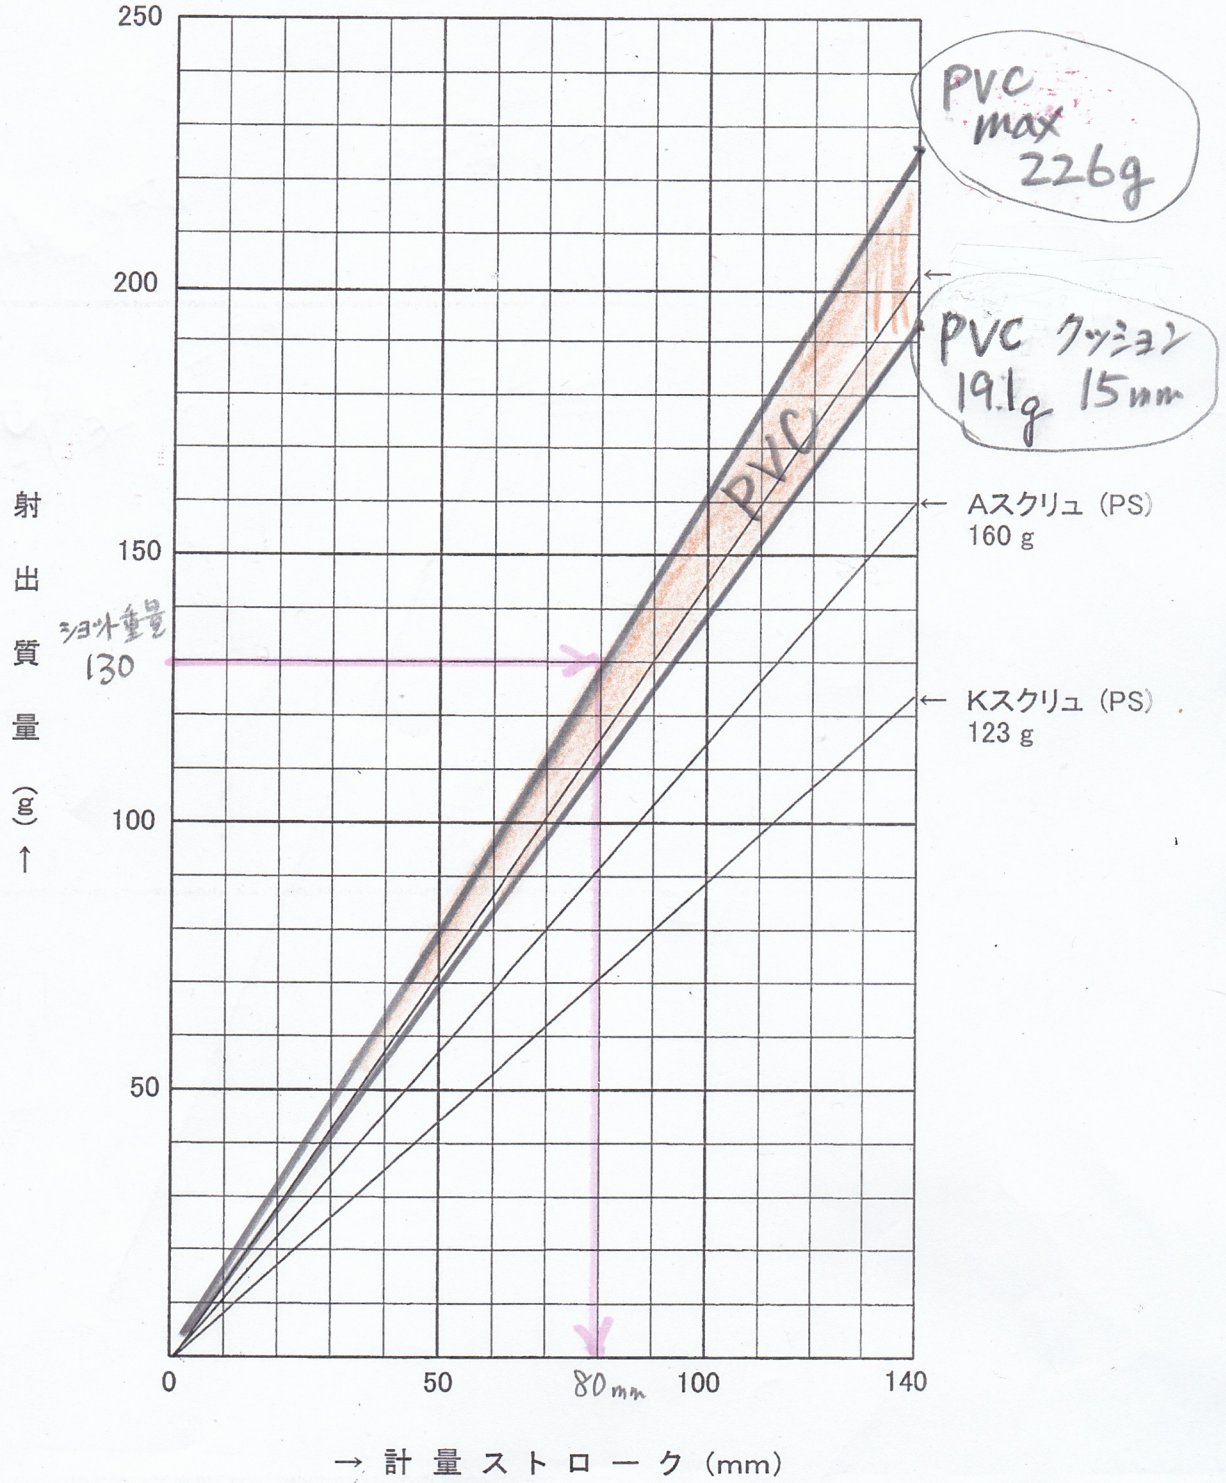 250
PVC
max
226g
200
←
PVC クッション
19.1g 15mm
射出質量(g)→
← Aスクリュ (PS)
160 g
150
PVC
ショット重量
130
← Kスクリュ (PS)
123 g
100
50
0
50
80mm
100
140
→ 計量ストローク (mm)